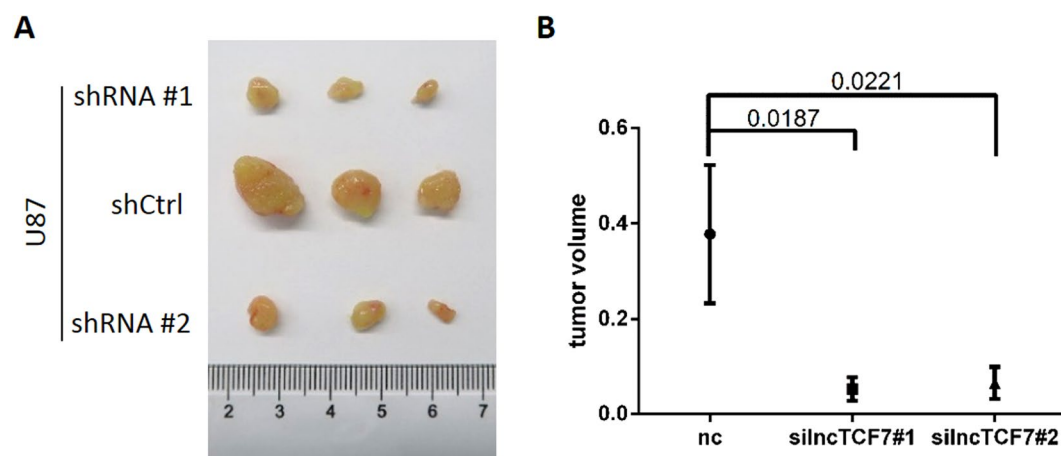 A
shRNA #1
shCtrl
shRNA #2
U87
2 3 4 5 6 7
B
0.0221
0.0187
0.6
0.4
0.2
0.0
tumor volume
nc silncTCF7#1 silncTCF7#2